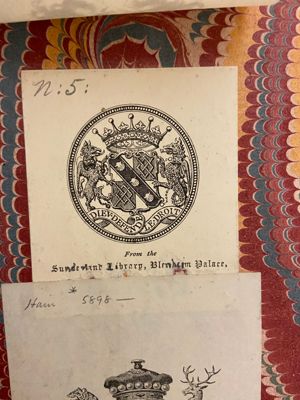 N: 5:
DIEU DEFEND LE DROIT
From the
Sunderland Library, Blenheim Palace,
Ham * 5898 —